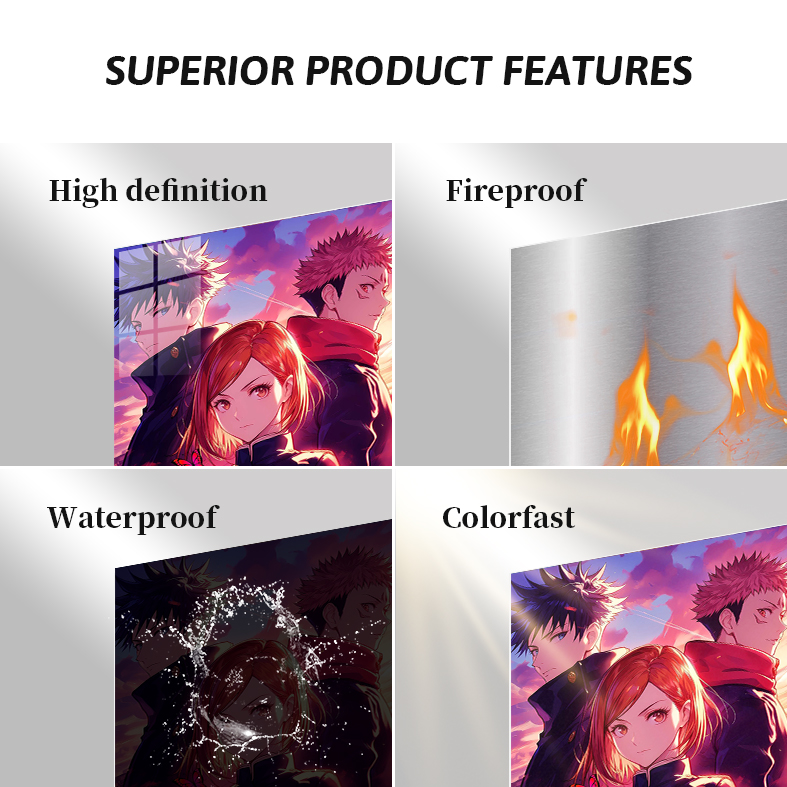 SUPERIOR PRODUCT FEATURES
High definition
Fireproof
Waterproof
Colorfast